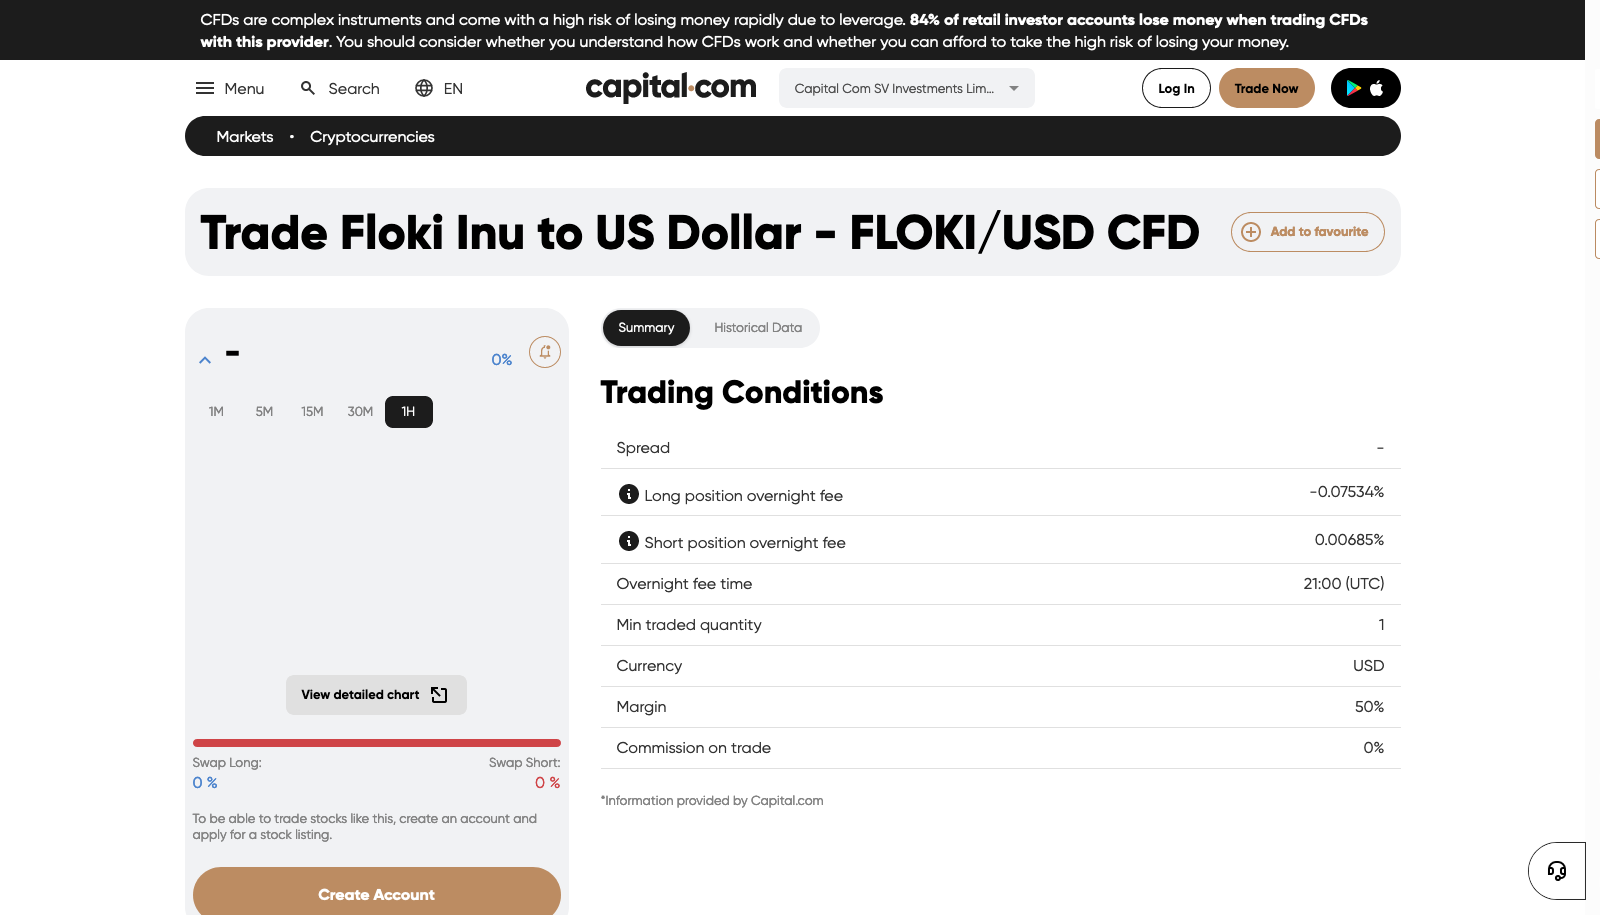 CFDs are complex instruments and come with a high risk of losing money rapidly due to leverage. 84% of retail investor accounts lose money when trading CFDs
with this provider. You should consider whether you understand how CFDs work and whether you can afford to take the high risk of losing your money.
Menu Search EN capital.com Capital Com SV Investments Lim... Log In Trade Now
Markets • Cryptocurrencies
Trade Floki Inu to US Dollar - FLOKI/USD CFD Add to favourite
- 0%
1M 5M 15M 30M 1H
View detailed chart
Swap Long: Swap Short:
0 % 0 %
To be able to trade stocks like this, create an account and
apply for a stock listing.
Create Account
Summary Historical Data
Trading Conditions
Spread -
Long position overnight fee -0.07534%
Short position overnight fee 0.00685%
Overnight fee time 21:00 (UTC)
Min traded quantity 1
Currency USD
Margin 50%
Commission on trade 0%
*Information provided by Capital.com